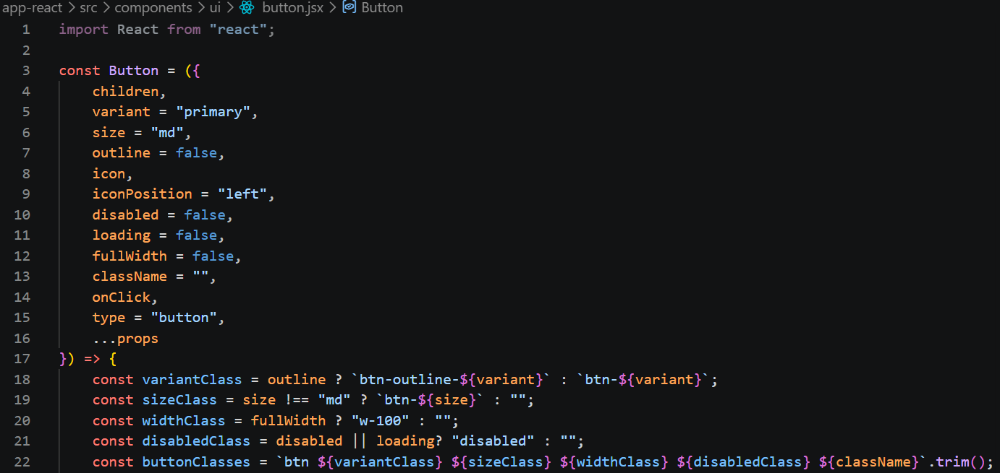 app-react > src > components > ui > button.jsx > Button
1 import React from "react";
2
3 const Button = ({
4 children,
5 variant = "primary",
6 size = "md",
7 outline = false,
8 icon,
9 iconPosition = "left",
10 disabled = false,
11 loading = false,
12 fullWidth = false,
13 className = "",
14 onClick,
15 type = "button",
16 ...props
17 }) => {
18 const variantClass = outline ? `btn-outline-${variant}` : `btn-${variant}`;
19 const sizeClass = size !== "md" ? `btn-${size}` : "";
20 const widthClass = fullWidth ? "w-100" : "";
21 const disabledClass = disabled || loading? "disabled" : "";
22 const buttonClasses = `btn ${variantClass} ${sizeClass} ${widthClass} ${disabledClass} ${className}`.trim();